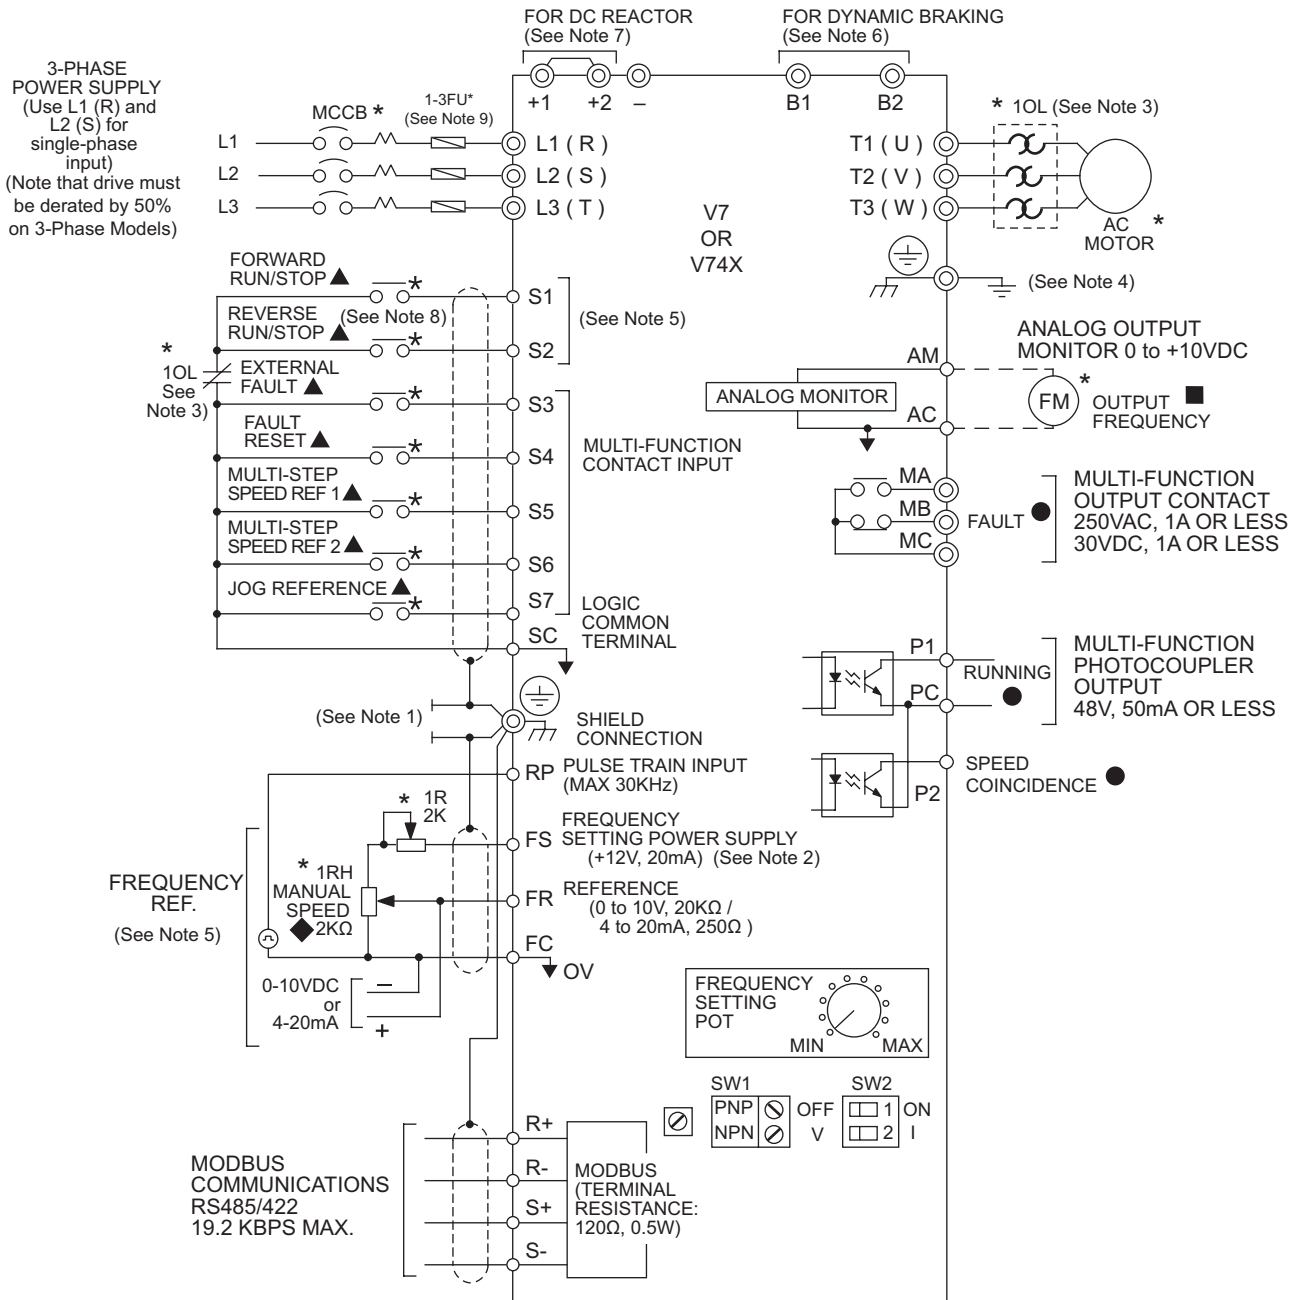 FOR DC REACTOR
(See Note 7)
FOR DYNAMIC BRAKING
(See Note 6)
3-PHASE
POWER SUPPLY
(Use L1 (R) and
L2 (S) for
single-phase
input)
(Note that drive must
be derated by 50%
on 3-Phase Models)
MCCB *
1-3FU*
(See Note 9)
+1
+2
–
B1
B2
L1
L2
L3
L1 ( R )
L2 ( S )
L3 ( T )
V7
OR
V74X
T1 ( U )
T2 ( V )
T3 ( W )
* 1OL (See Note 3)
AC
MOTOR *
(See Note 4)
FORWARD
RUN/STOP ▲ *
(See Note 8)
S1
REVERSE
RUN/STOP ▲ *
S2
(See Note 5)
*
1OL
See
Note 3)
EXTERNAL
FAULT ▲ *
S3
FAULT
RESET ▲ *
S4
MULTI-STEP
SPEED REF 1 ▲ *
S5
MULTI-STEP
SPEED REF 2 ▲ *
S6
JOG REFERENCE ▲ *
S7
MULTI-FUNCTION
CONTACT INPUT
SC
LOGIC
COMMON
TERMINAL
ANALOG OUTPUT
MONITOR 0 to +10VDC
AM
ANALOG MONITOR
AC
FM *
OUTPUT ■
FREQUENCY
MA
MB
MC
FAULT ●
MULTI-FUNCTION
OUTPUT CONTACT
250VAC, 1A OR LESS
30VDC, 1A OR LESS
P1
PC
RUNNING
●
MULTI-FUNCTION
PHOTOCOUPLER
OUTPUT
48V, 50mA OR LESS
P2
SPEED
COINCIDENCE ●
(See Note 1)
SHIELD
CONNECTION
RP
PULSE TRAIN INPUT
(MAX 30KHz)
* 1R
2K
FS
FREQUENCY
SETTING POWER SUPPLY
(+12V, 20mA) (See Note 2)
FREQUENCY
REF.
(See Note 5)
* 1RH
MANUAL
SPEED
◆ 2KΩ
FR
REFERENCE
(0 to 10V, 20KΩ /
4 to 20mA, 250Ω )
FC
OV
0-10VDC
or
4-20mA
–
+
FREQUENCY
SETTING
POT
MIN
MAX
SW1
PNP
NPN
OFF
V
SW2
1
2
ON
I
MODBUS
COMMUNICATIONS
RS485/422
19.2 KBPS MAX.
R+
R-
S+
S-
MODBUS
(TERMINAL
RESISTANCE:
120Ω, 0.5W)